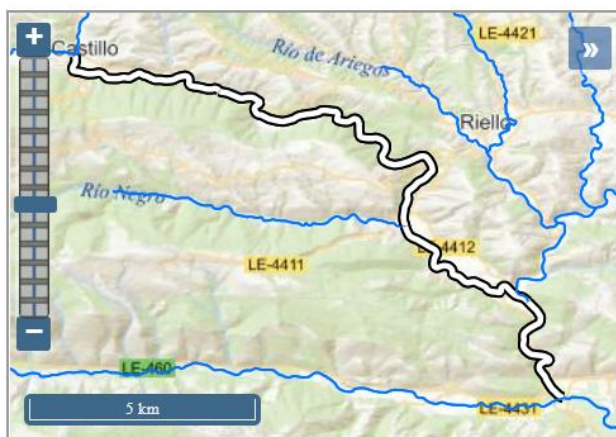 +
Castillo
Río de Ariegos
LE-4421
»
Riello
Río Negro
LE-4412
LE-4411
−
LE-460
LE-4431
5 km